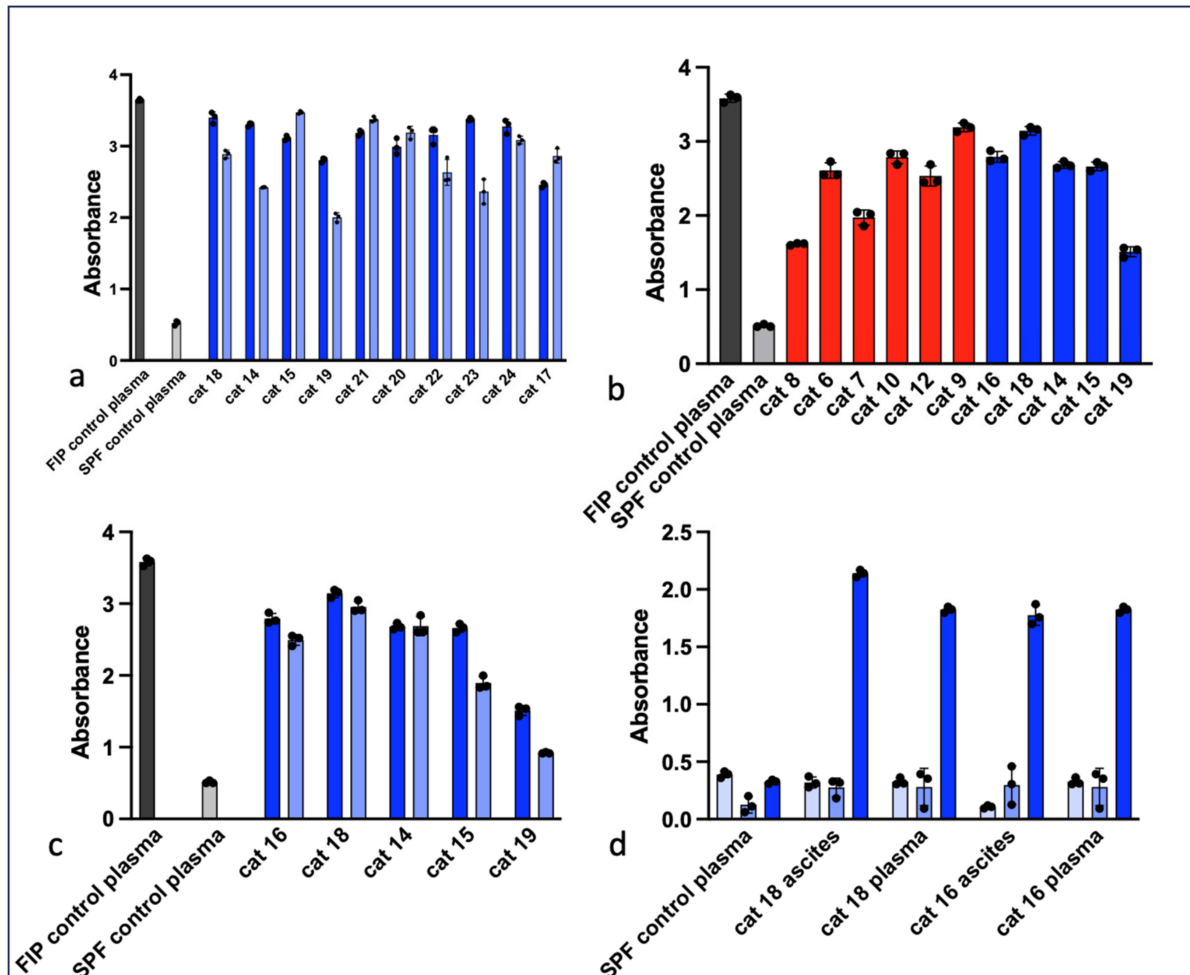 4
3
2
1
0
Absorbance
a
FIP control plasma
SPF control plasma
cat 18
cat 14
cat 15
cat 19
cat 21
cat 20
cat 22
cat 23
cat 24
cat 17
4
3
2
1
0
Absorbance
b
FIP control plasma
SPF control plasma
cat 8
cat 6
cat 7
cat 10
cat 12
cat 9
cat 16
cat 18
cat 14
cat 15
cat 19
4
3
2
1
0
Absorbance
c
FIP control plasma
SPF control plasma
cat 16
cat 18
cat 14
cat 15
cat 19
2.5
2.0
1.5
1.0
0.5
0.0
Absorbance
d
SPF control plasma
cat 18 ascites
cat 18 plasma
cat 16 ascites
cat 16 plasma